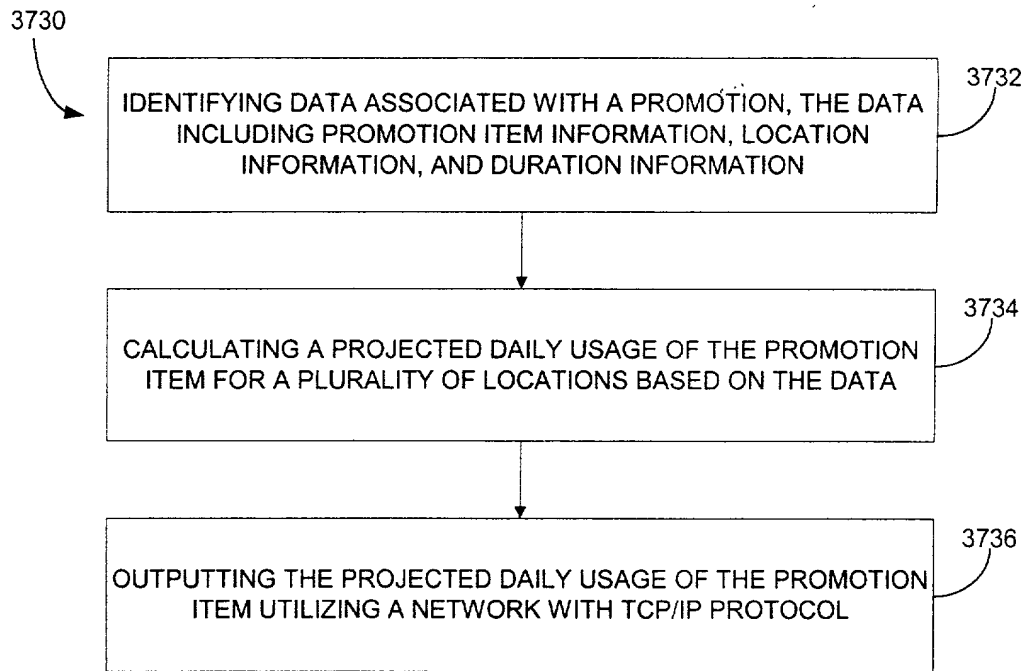 3730
3732
IDENTIFYING DATA ASSOCIATED WITH A PROMOTION, THE DATA
INCLUDING PROMOTION ITEM INFORMATION, LOCATION
INFORMATION, AND DURATION INFORMATION
3734
CALCULATING A PROJECTED DAILY USAGE OF THE PROMOTION
ITEM FOR A PLURALITY OF LOCATIONS BASED ON THE DATA
3736
OUTPUTTING THE PROJECTED DAILY USAGE OF THE PROMOTION
ITEM UTILIZING A NETWORK WITH TCP/IP PROTOCOL